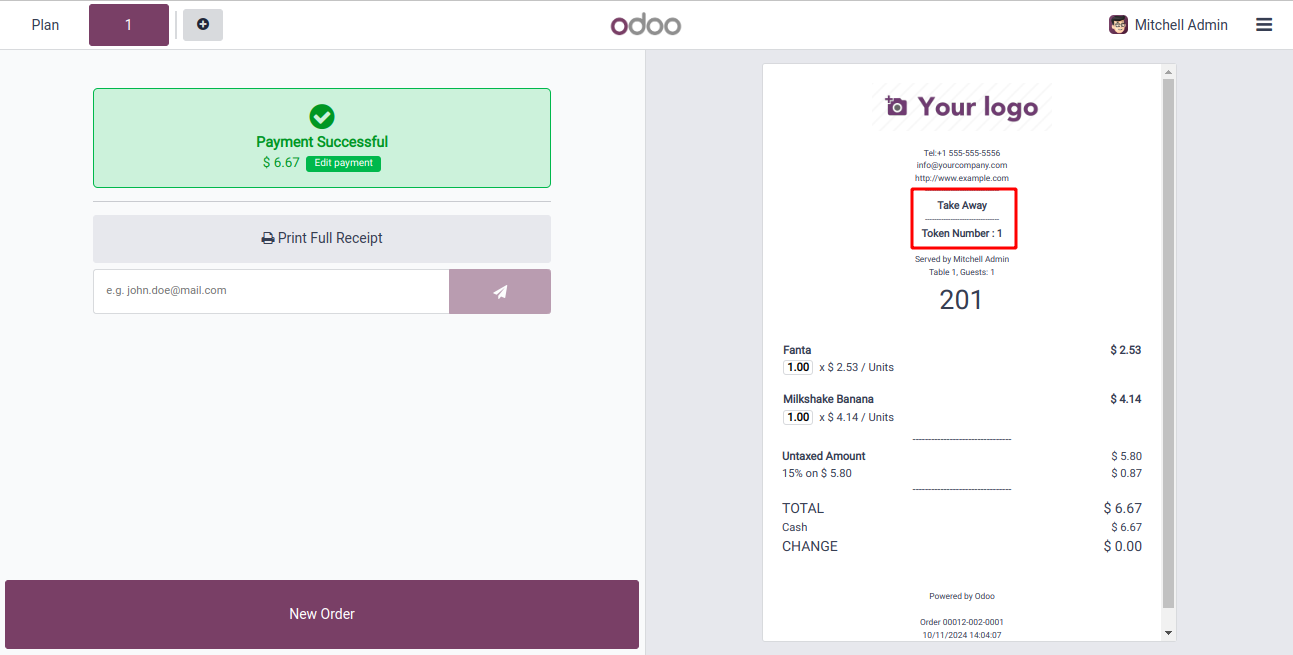 Plan
1
odoo
Mitchell Admin
Payment Successful
$ 6.67 Edit payment
Print Full Receipt
e.g. john.doe@mail.com
New Order
Your logo
Tel:+1 555-555-5556
info@yourcompany.com
http://www.example.com
Take Away
--------------------------------
Token Number : 1
Served by Mitchell Admin
Table 1, Guests: 1
201
Fanta $ 2.53
1.00 x $ 2.53 / Units
Milkshake Banana $ 4.14
1.00 x $ 4.14 / Units
--------------------------------
Untaxed Amount $ 5.80
15% on $ 5.80 $ 0.87
--------------------------------
TOTAL $ 6.67
Cash $ 6.67
CHANGE $ 0.00
Powered by Odoo
Order 00012-002-0001
10/11/2024 14:04:07